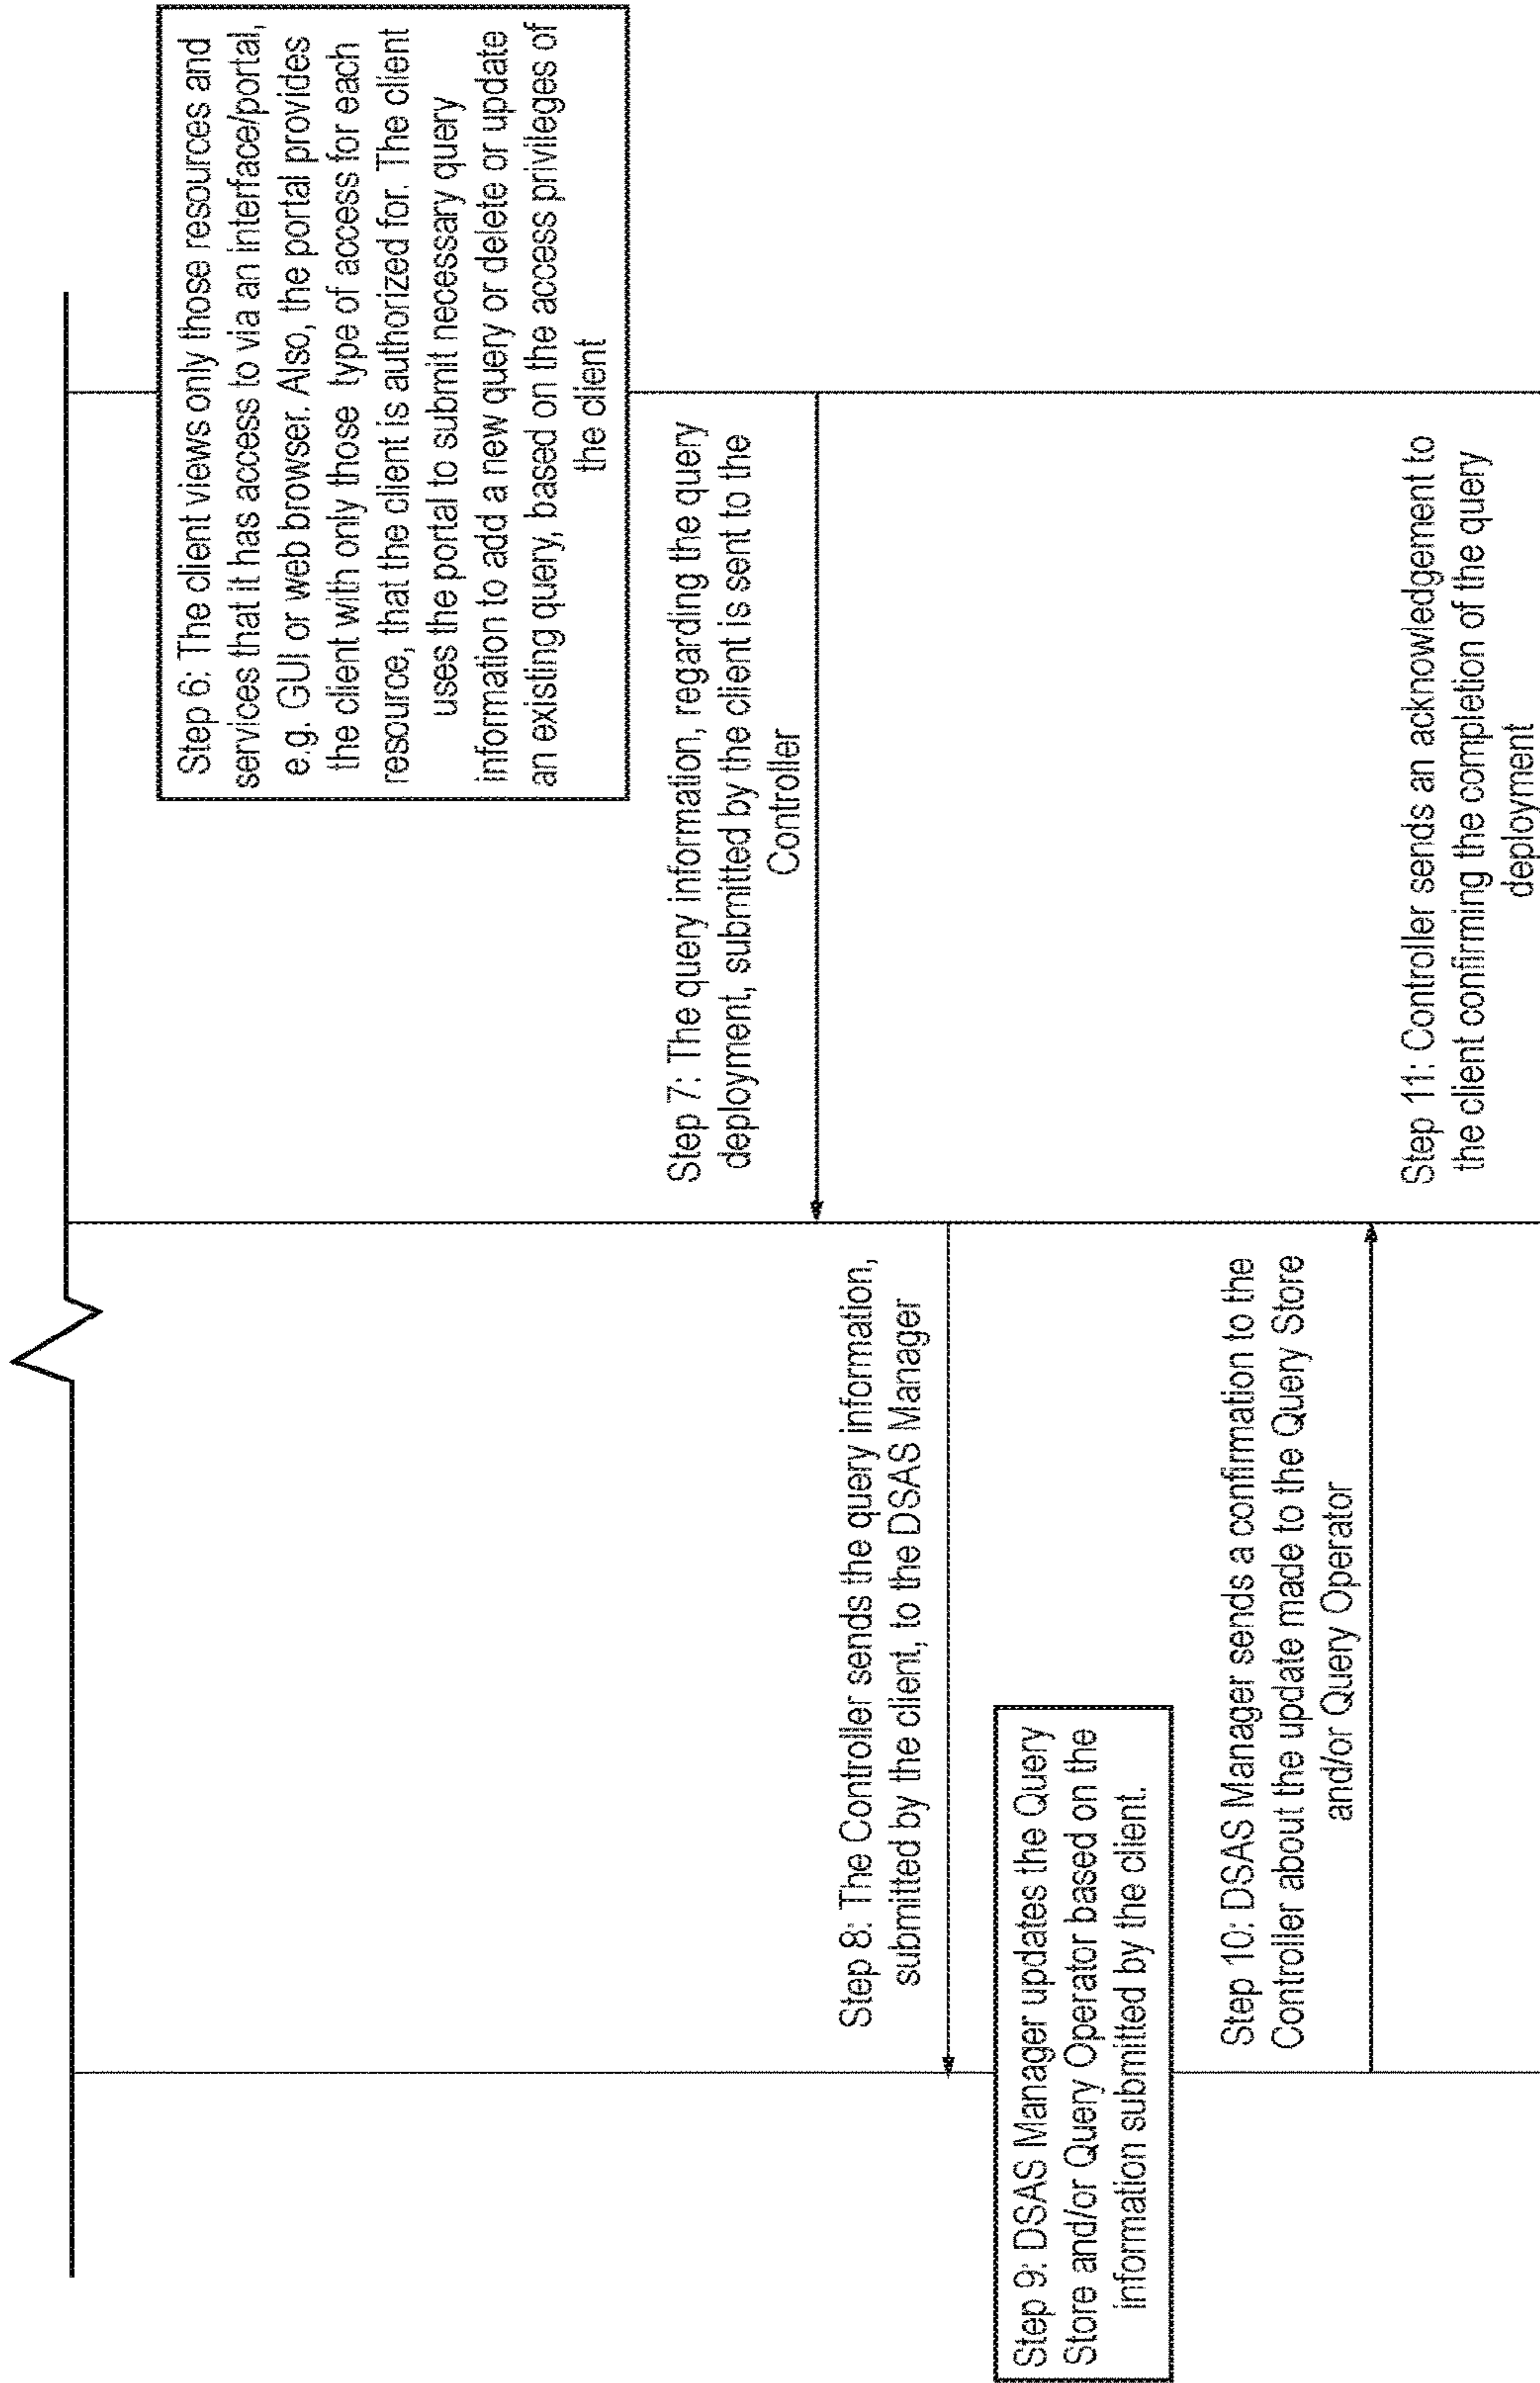 Step 6: The client views only those resources and
services that it has access to via an interface/portal,
e.g. GUI or web browser. Also, the portal provides
the client with only those type of access for each
resource, that the client is authorized for. The client
uses the portal to submit necessary query
information to add a new query or delete or update
an existing query, based on the access privileges of
the client
Step 7: The query information, regarding the query
deployment, submitted by the client is sent to the
Controller
Step 8: The Controller sends the query information,
submitted by the client, to the DSAS Manager
Step 9: DSAS Manager updates the Query
Store and/or Query Operator based on the
information submitted by the client.
Step 10: DSAS Manager sends a confirmation to the
Controller about the update made to the Query Store
and/or Query Operator
Step 11: Controller sends an acknowledgement to
the client confirming the completion of the query
deployment